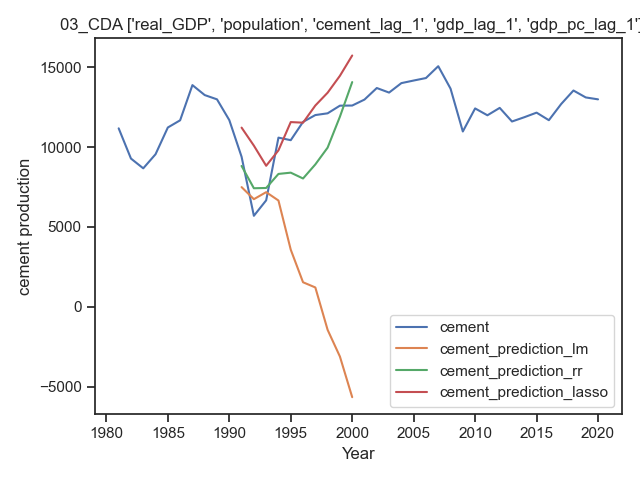 03_CDA ['real_GDP', 'population', 'cement_lag_1', 'gdp_lag_1', 'gdp_pc_lag_1']
15000
10000
5000
0
−5000
cement production
cement
cement_prediction_lm
cement_prediction_rr
cement_prediction_lasso
1980 1985 1990 1995 2000 2005 2010 2015 2020
Year